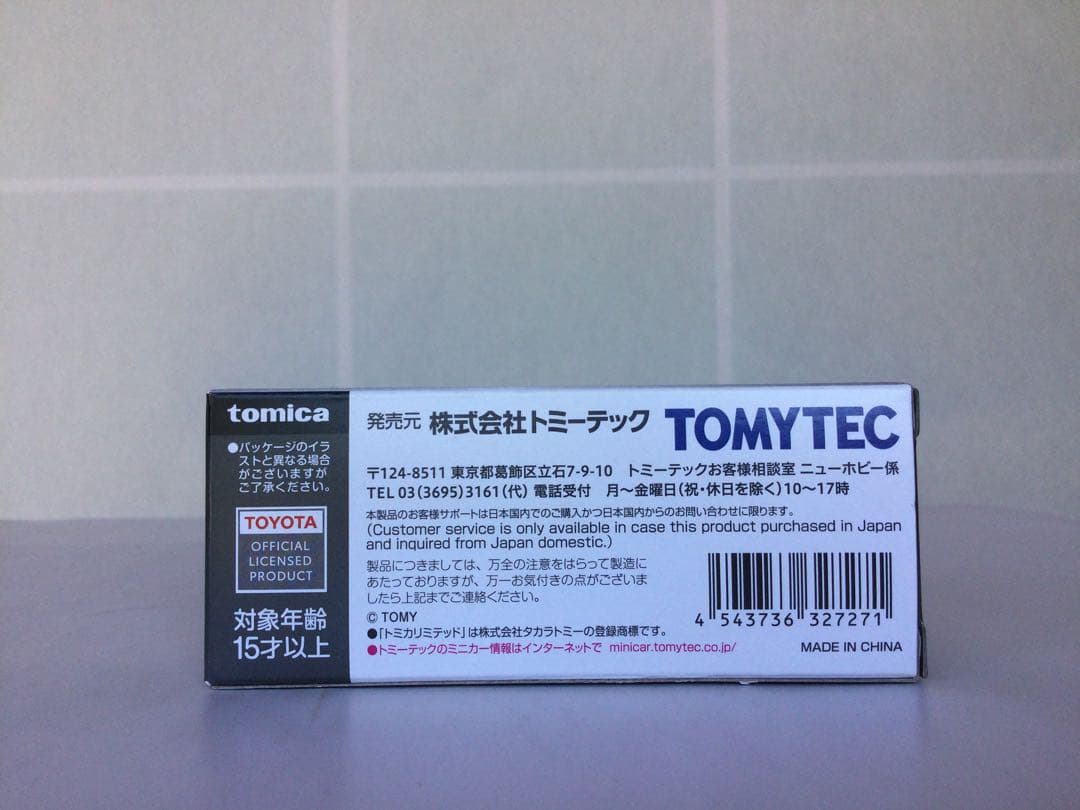 tomica
●パッケージのイラ
ストと異なる場合
がございますが
ご了承ください。
TOYOTA
OFFICIAL
LICENSED
PRODUCT
対象年齢
15才以上
発売元 株式会社トミーテック TOMYTEC
〒124-8511 東京都葛飾区立石7-9-10 トミーテックお客様相談室 ニューホビー係
TEL 03(3695)3161(代) 電話受付 月〜金曜日(祝・休日を除く)10〜17時
本製品のお客様サポートは日本国内でのご購入かつ日本国内からのお問い合わせに限ります。
(Customer service is only available in case this product purchased in Japan
and inquired from Japan domestic.)
製品につきましては、万全の注意をはらって製造に
あたっておりますが、万一お気付きの点がございま
したら上記までご連絡ください。
© TOMY
●「トミカリミテッド」は株式会社タカラトミーの登録商標です。
●トミーテックのミニカー情報はインターネットで minicar.tomytec.co.jp/
4 543736 327271
MADE IN CHINA